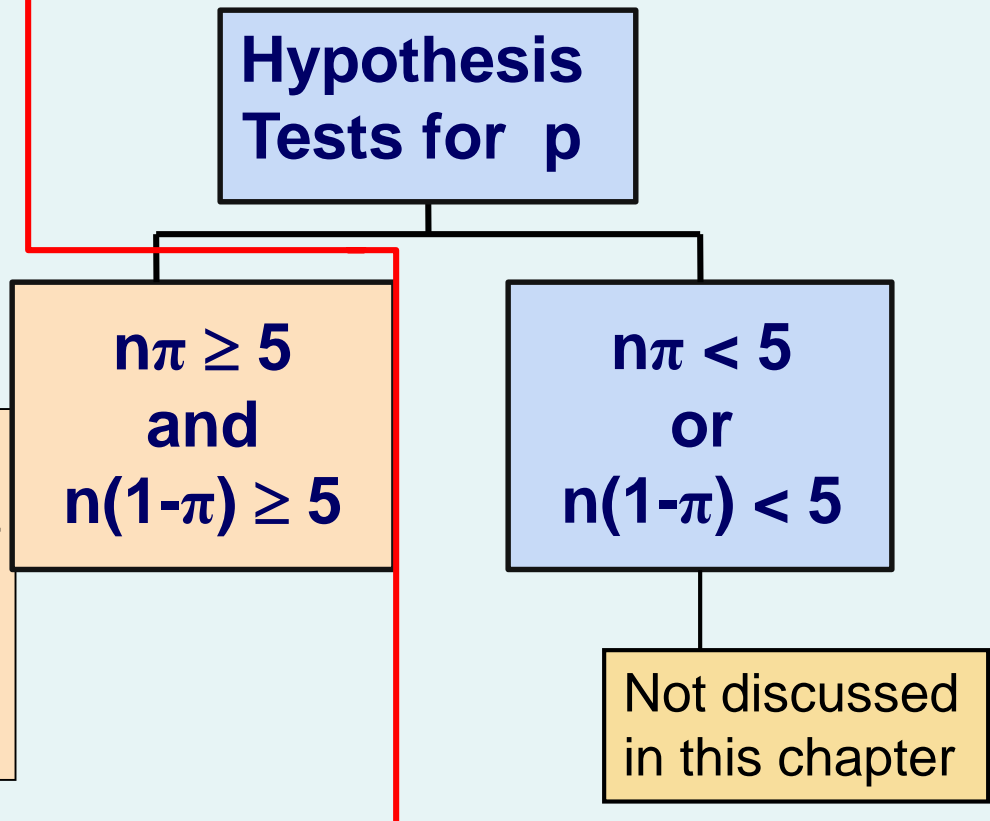 Hypothesis
Tests for p
nπ ≥ 5
and
n(1-π) ≥ 5
nπ < 5
or
n(1-π) < 5
Not discussed
in this chapter